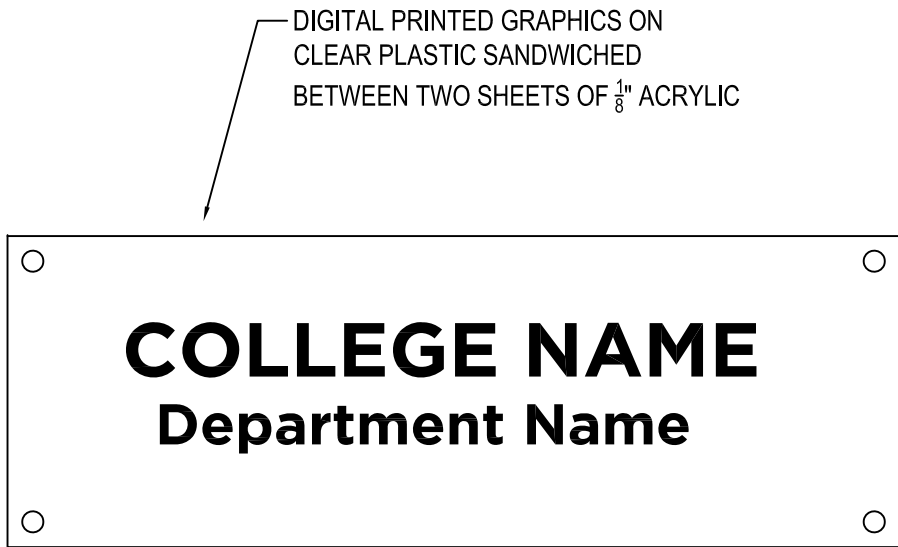 DIGITAL PRINTED GRAPHICS ON
CLEAR PLASTIC SANDWICHED
BETWEEN TWO SHEETS OF 1/8" ACRYLIC
COLLEGE NAME
Department Name